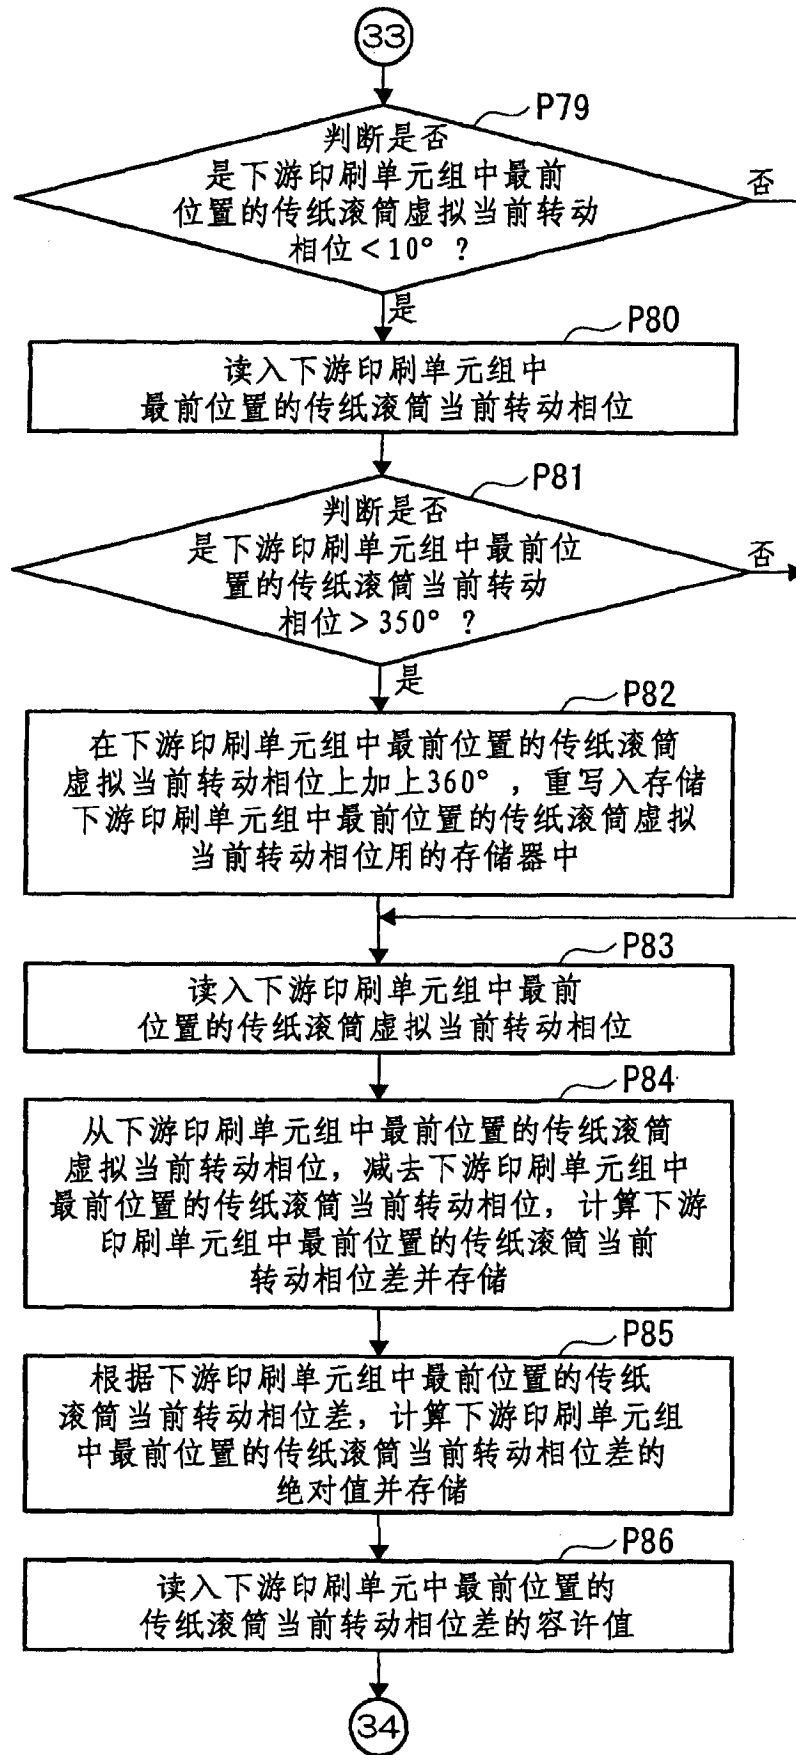 33
P79
判断是否
是下游印刷单元组中最前
位置的传纸滚筒虚拟当前转动
相位<10° ?
否
是
P80
读入下游印刷单元组中
最前位置的传纸滚筒当前转动相位
P81
判断是否
是下游印刷单元组中最前位
置的传纸滚筒当前转动
相位>350° ?
否
是
P82
在下游印刷单元组中最前位置的传纸滚筒
虚拟当前转动相位上加上360°,重写入存储
下游印刷单元组中最前位置的传纸滚筒虚拟
当前转动相位用的存储器中
P83
读入下游印刷单元组中最前
位置的传纸滚筒虚拟当前转动相位
P84
从下游印刷单元组中最前位置的传纸滚筒
虚拟当前转动相位,减去下游印刷单元组中
最前位置的传纸滚筒当前转动相位,计算下游
印刷单元组中最前位置的传纸滚筒当前
转动相位差并存储
P85
根据下游印刷单元组中最前位置的传纸
滚筒当前转动相位差,计算下游印刷单元组
中最前位置的传纸滚筒当前转动相位差的
绝对值并存储
P86
读入下游印刷单元中最前位置的
传纸滚筒当前转动相位差的容许值
34